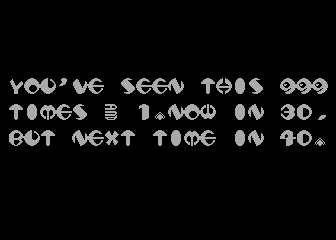 YOU'VE SEEN THIS 999
TIMES & 1.NOW IN 3D,
BUT NEXT TIME IN 4D.